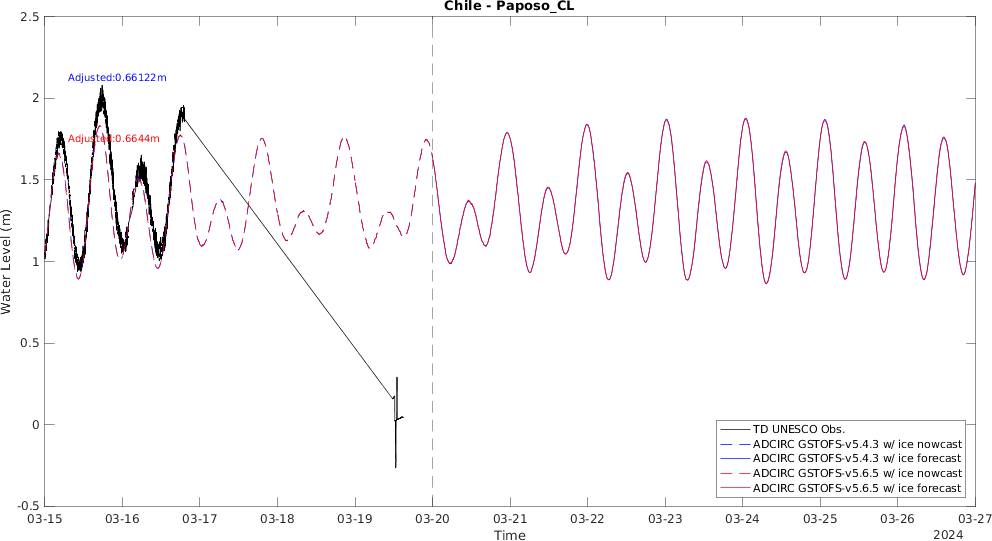 Chile - Paposo_CL
Water Level (m)
2.5
2
1.5
1
0.5
0
-0.5
Adjusted:0.66122m
Adjusted:0.6644m
TD UNESCO Obs.
ADCIRC GSTOFS-v5.4.3 w/ ice nowcast
ADCIRC GSTOFS-v5.4.3 w/ ice forecast
ADCIRC GSTOFS-v5.6.5 w/ ice nowcast
ADCIRC GSTOFS-v5.6.5 w/ ice forecast
03-15 03-16 03-17 03-18 03-19 03-20 03-21 03-22 03-23 03-24 03-25 03-26 03-27
Time
2024